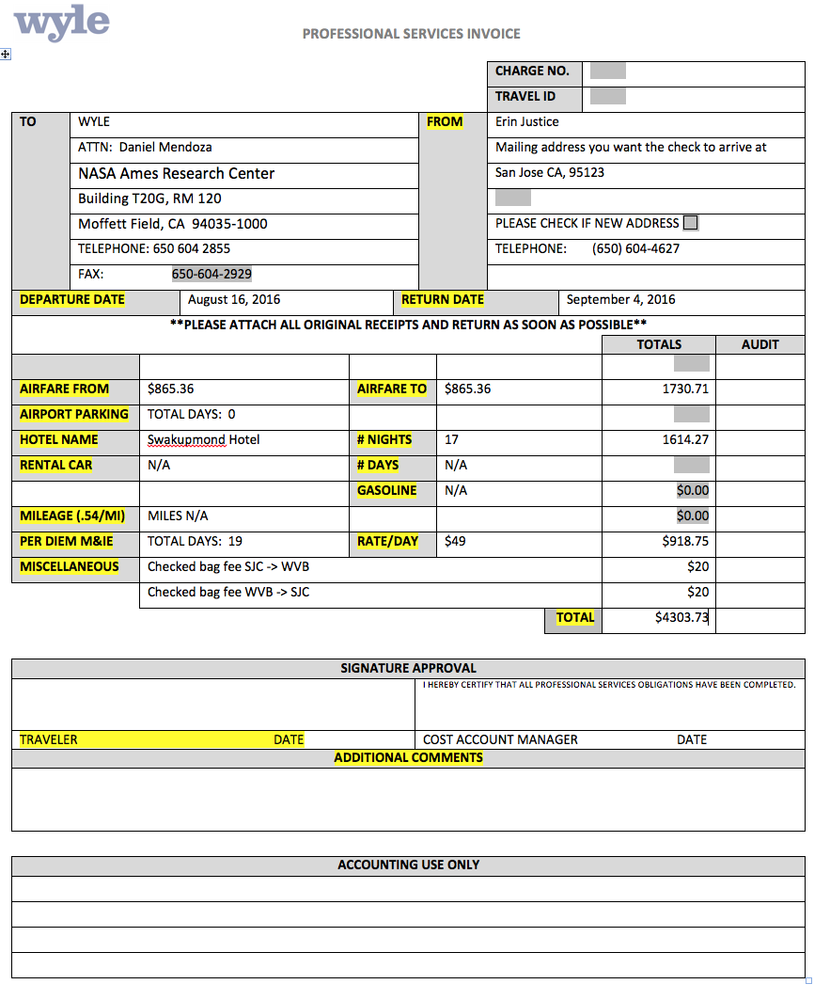 wyle
PROFESSIONAL SERVICES INVOICE
CHARGE NO.
TRAVEL ID
TO WYLE FROM Erin Justice
ATTN: Daniel Mendoza Mailing address you want the check to arrive at
NASA Ames Research Center San Jose CA, 95123
Building T20G, RM 120
Moffett Field, CA 94035-1000 PLEASE CHECK IF NEW ADDRESS
TELEPHONE: 650 604 2855 TELEPHONE: (650) 604-4627
FAX: 650-604-2929
DEPARTURE DATE August 16, 2016 RETURN DATE September 4, 2016
**PLEASE ATTACH ALL ORIGINAL RECEIPTS AND RETURN AS SOON AS POSSIBLE**
TOTALS AUDIT
AIRFARE FROM $865.36 AIRFARE TO $865.36 1730.71
AIRPORT PARKING TOTAL DAYS: 0
HOTEL NAME Swakupmond Hotel # NIGHTS 17 1614.27
RENTAL CAR N/A # DAYS N/A
GASOLINE N/A $0.00
MILEAGE (.54/MI) MILES N/A $0.00
PER DIEM M&IE TOTAL DAYS: 19 RATE/DAY $49 $918.75
MISCELLANEOUS Checked bag fee SJC -> WVB $20
Checked bag fee WVB -> SJC $20
TOTAL $4303.73
SIGNATURE APPROVAL
I HEREBY CERTIFY THAT ALL PROFESSIONAL SERVICES OBLIGATIONS HAVE BEEN COMPLETED.
TRAVELER DATE COST ACCOUNT MANAGER DATE
ADDITIONAL COMMENTS
ACCOUNTING USE ONLY